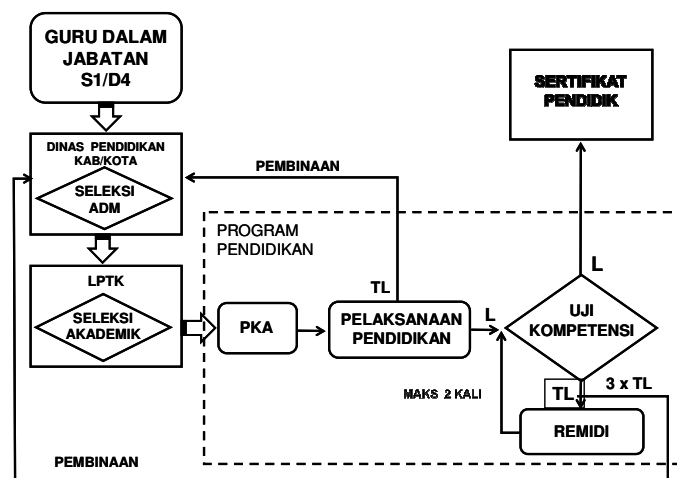 GURU DALAM
JABATAN
S1/D4
SERTIFIKAT
PENDIDIK
DINAS PENDIDIKAN
KAB/KOTA
SELEKSI
ADM
PEMBINAAN
PROGRAM
PENDIDIKAN
LPTK
SELEKSI
AKADEMIK
PKA
TL
PELAKSANAAN
PENDIDIKAN
L
L
UJI
KOMPETENSI
MAKS 2 KALI
TL
3 x TL
REMIDI
PEMBINAAN